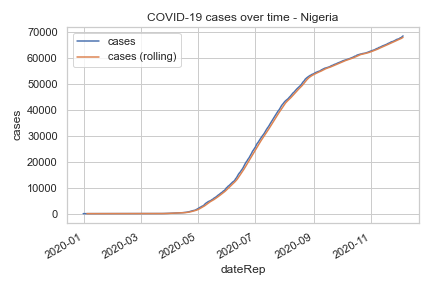 COVID-19 cases over time - Nigeria
cases
cases (rolling)
70000
60000
50000
40000
30000
20000
10000
0
cases
2020-01
2020-03
2020-05
2020-07
2020-09
2020-11
dateRep